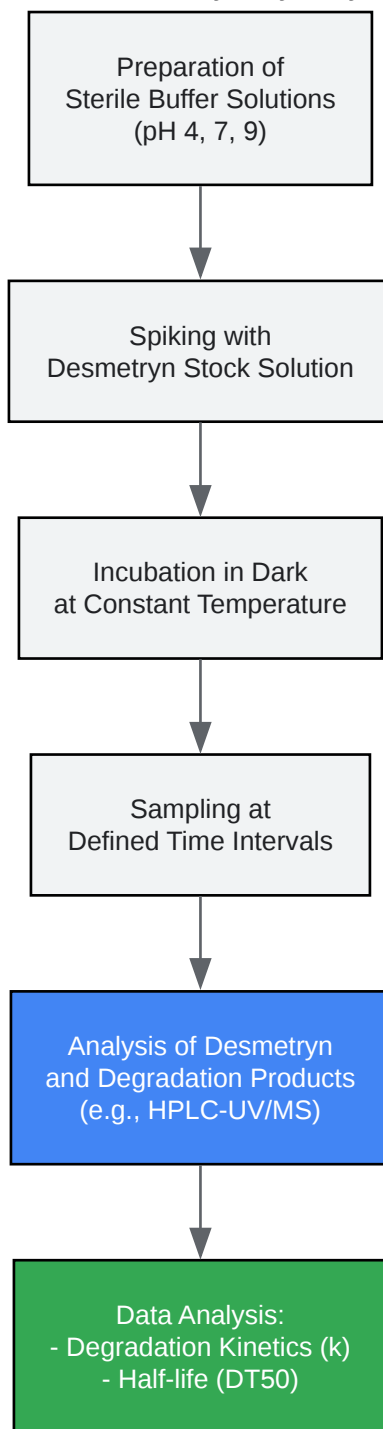 Preparation of
Sterile Buffer Solutions
(pH 4, 7, 9)
Spiking with
Desmetryn Stock Solution
Incubation in Dark
at Constant Temperature
Sampling at
Defined Time Intervals
Analysis of Desmetryn
and Degradation Products
(e.g., HPLC-UV/MS)
Data Analysis:
- Degradation Kinetics (k)
- Half-life (DT50)